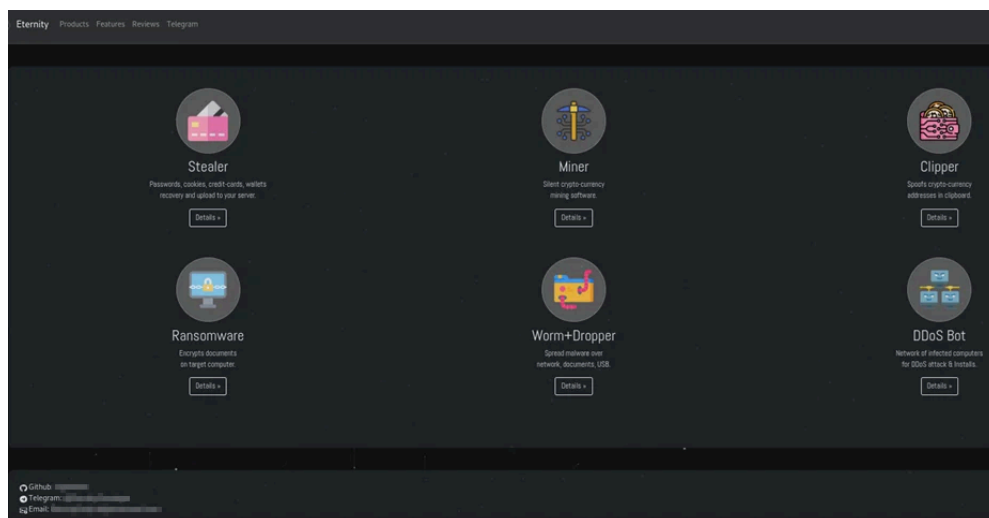 Eternity Products Features Reviews Telegram
Stealer
Passwords, cookies, credit-cards, wallets
recovery and upload to your server.
Details »
Miner
Silent crypto-currency
mining software.
Details »
Clipper
Spoofs crypto-currency
addresses in clipboard.
Details »
Ransomware
Encrypts documents
on target computer.
Details »
Worm+Dropper
Spread malware over
network, documents, USB.
Details »
DDoS Bot
Network of infected computers
for DDoS attack & Installs.
Details »
Github:
Telegram:
Email: